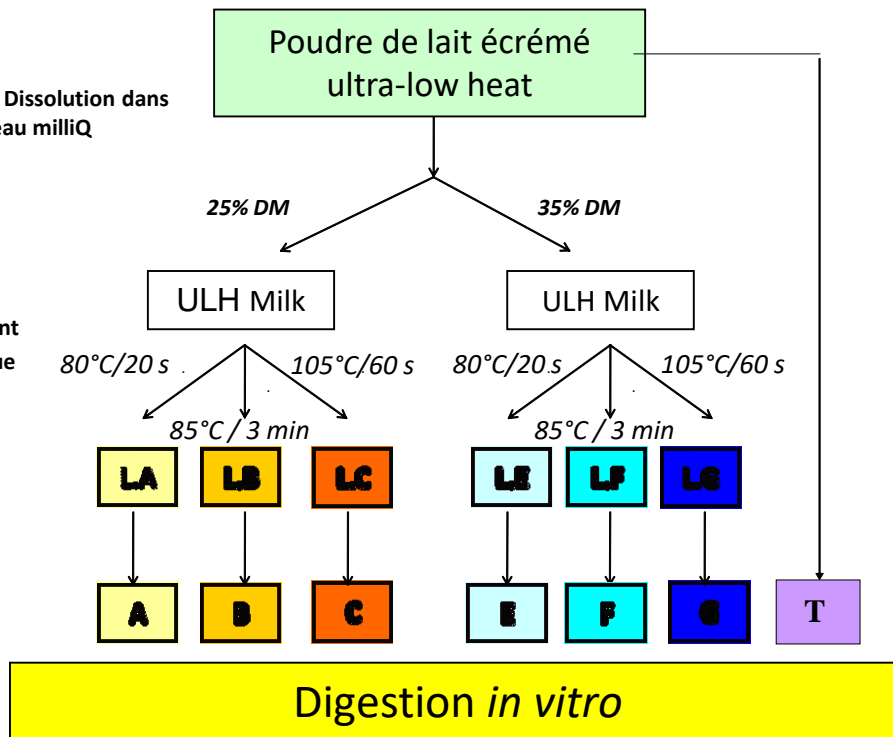 Poudre de lait écrémé
ultra-low heat
Dissolution dans
eau milliQ
25% DM
35% DM
ULH Milk
ULH Milk
80°C/20 s
105°C/60 s
80°C/20 s
105°C/60 s
85°C / 3 min
85°C / 3 min
LA
LB
LC
LE
LF
LG
A
B
C
E
F
G
T
Digestion in vitro